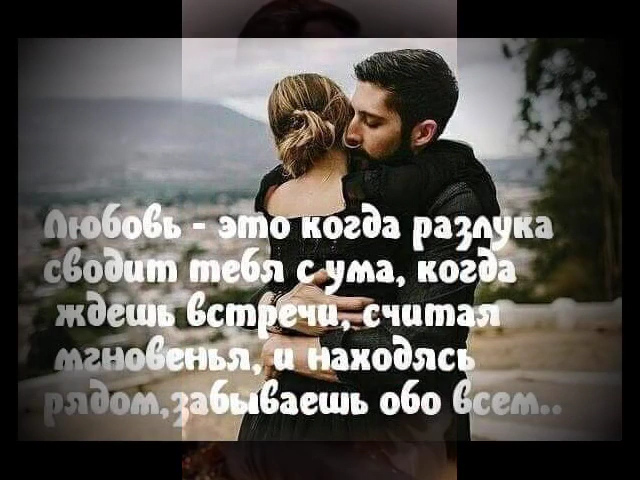 Любовь - это когда разлука
сводит тебя с ума, когда
ждешь встречи, считая
мгновенья, и находясь
рядом,забываешь обо всем..